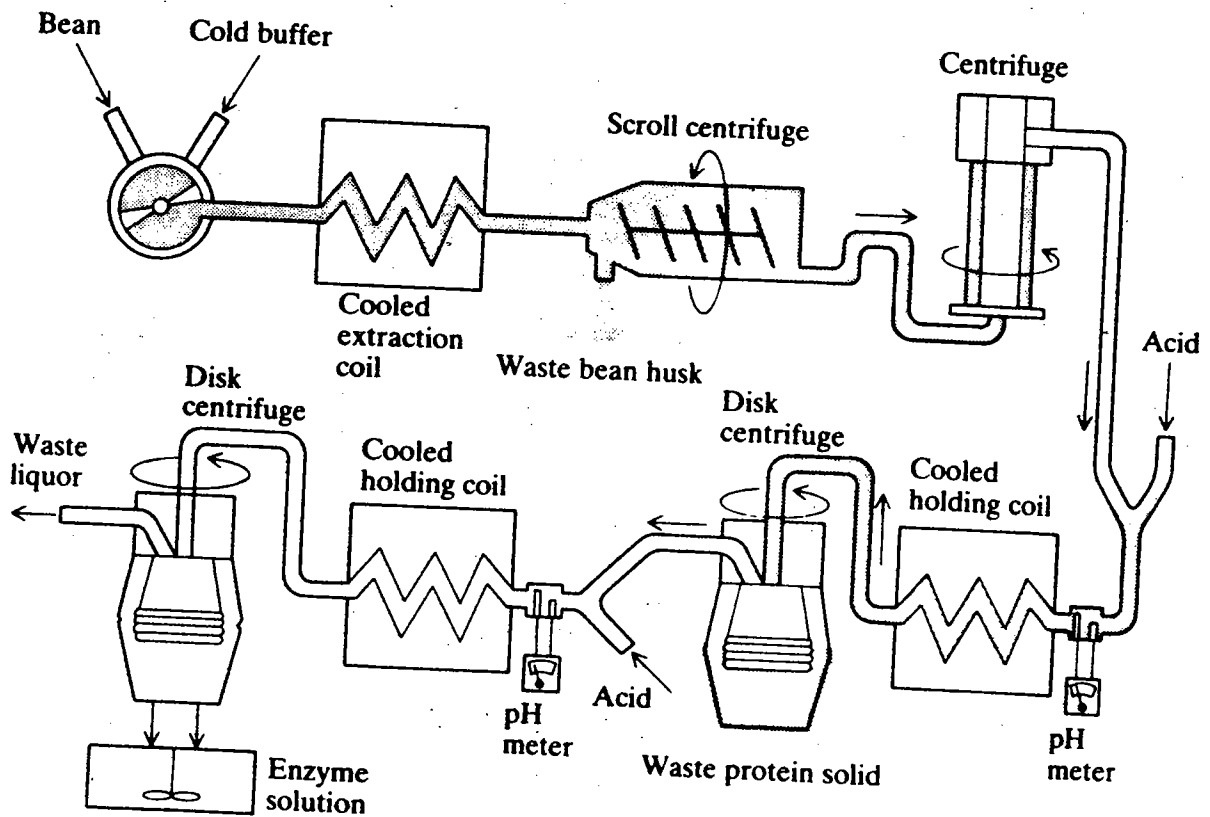 Bean
Cold buffer
Centrifuge
Scroll centrifuge
Cooled
extraction
coil
Waste bean husk
Acid
Disk
centrifuge
Waste
liquor
Cooled
holding coil
Disk
centrifuge
Cooled
holding coil
Acid
pH
meter
Waste protein solid
pH
meter
Enzyme
solution